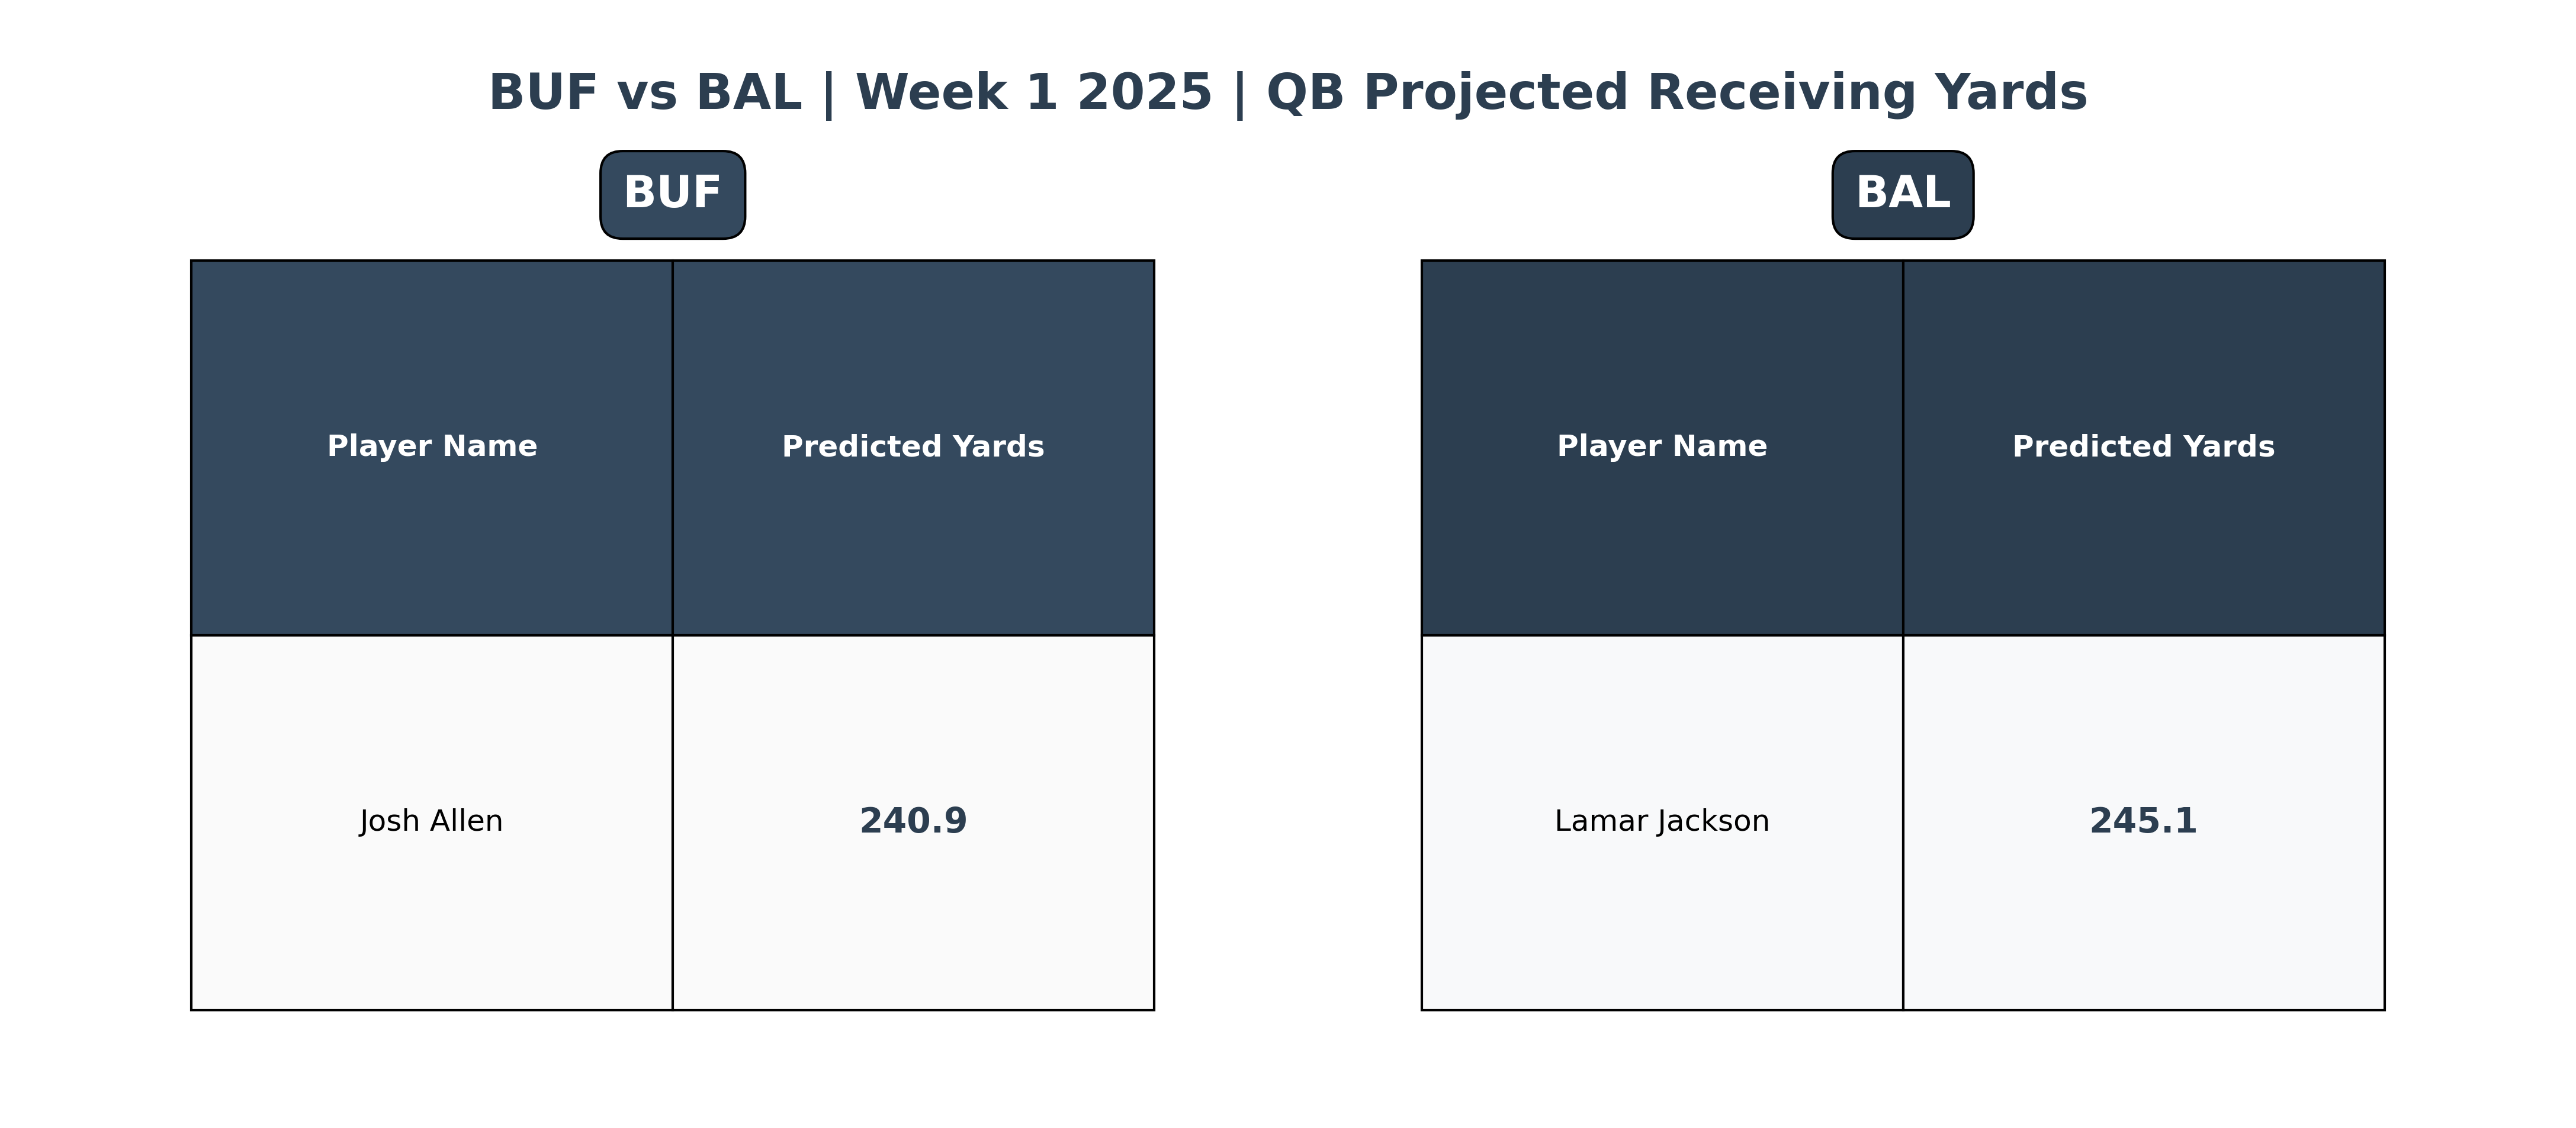 BUF vs BAL | Week 1 2025 | QB Projected Receiving Yards
BUF
Player Name Predicted Yards
Josh Allen 240.9
BAL
Player Name Predicted Yards
Lamar Jackson 245.1